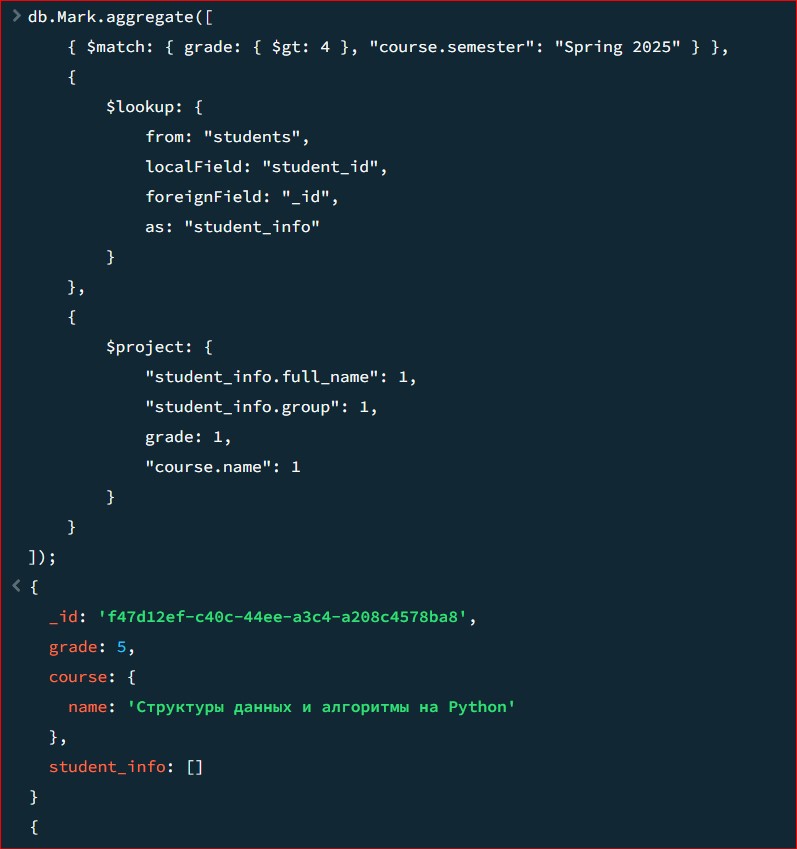 db.Mark.aggregate([
    { $match: { grade: { $gt: 4 }, "course.semester": "Spring 2025" } },
    {
        $lookup: {
            from: "students",
            localField: "student_id",
            foreignField: "_id",
            as: "student_info"
        }
    },
    {
        $project: {
            "student_info.full_name": 1,
            "student_info.group": 1,
            grade: 1,
            "course.name": 1
        }
    }
]);
{
  _id: 'f47d12ef-c40c-44ee-a3c4-a208c4578ba8',
  grade: 5,
  course: {
    name: 'Структуры данных и алгоритмы на Python'
  },
  student_info: []
}
{